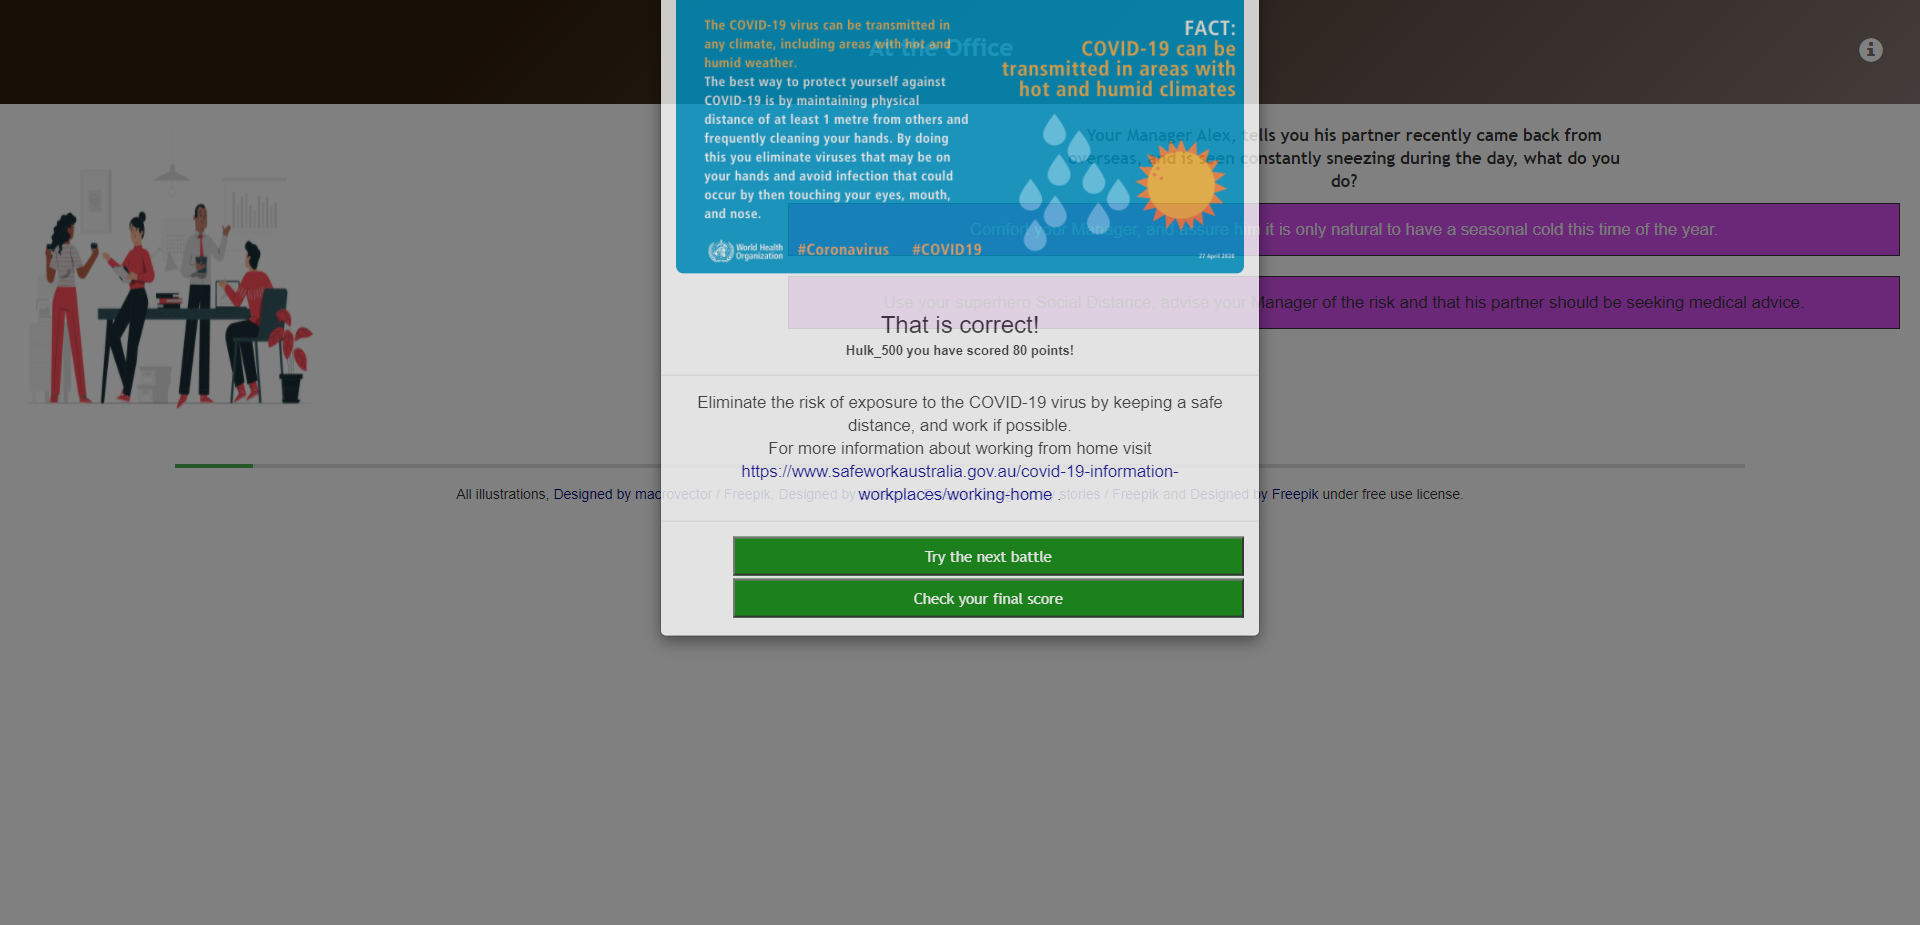 At the Office
The COVID-19 virus can be transmitted in
any climate, including areas with hot and
humid weather.
The best way to protect yourself against
COVID-19 is by maintaining physical
distance of at least 1 metre from others and
frequently cleaning your hands. By doing
this you eliminate viruses that may be on
your hands and avoid infection that could
occur by then touching your eyes, mouth,
and nose.
FACT:
COVID-19 can be
transmitted in areas with
hot and humid climates
World Health
Organization
#Coronavirus #COVID19
27 April 2020
Your Manager Alex, tells you his partner recently came back from
overseas, and is seen constantly sneezing during the day, what do you
do?
Comfort your Manager, and assure him it is only natural to have a seasonal cold this time of the year.
Use your superhero Social Distance, advise your Manager of the risk and that his partner should be seeking medical advice.
That is correct!
Hulk_500 you have scored 80 points!
Eliminate the risk of exposure to the COVID-19 virus by keeping a safe
distance, and work if possible.
For more information about working from home visit
https://www.safeworkaustralia.gov.au/covid-19-information-
workplaces/working-home .
All illustrations, Designed by macrovector / Freepik, Designed by stories / Freepik and Designed by Freepik under free use license.
Try the next battle
Check your final score